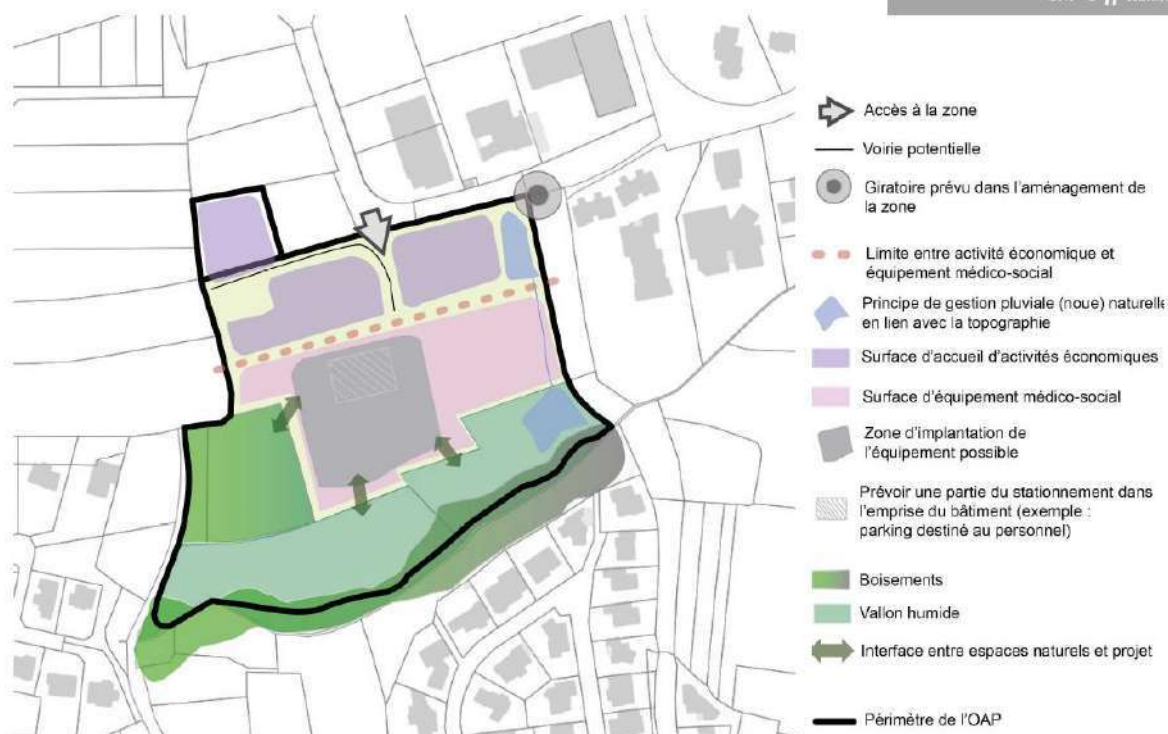 Accès à la zone
Voirie potentielle
Giratoire prévu dans l'aménagement de
la zone
Limite entre activité économique et
équipement médico-social
Principe de gestion pluviale (noue) naturelle
en lien avec la topographie
Surface d'accueil d'activités économiques
Surface d'équipement médico-social
Zone d'implantation de
l'équipement possible
Prévoir une partie du stationnement dans
l'emprise du bâtiment (exemple :
parking destiné au personnel)
Boisements
Vallon humide
Interface entre espaces naturels et projet
Périmètre de l'OAP